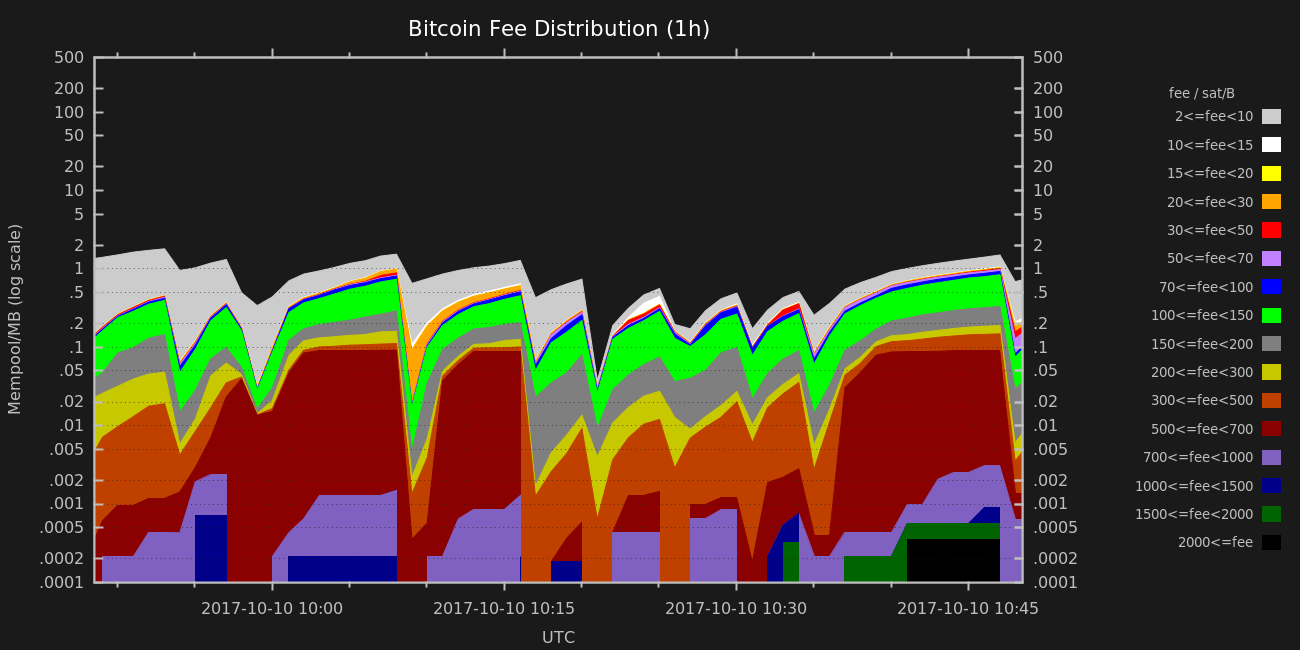 Bitcoin Fee Distribution (1h)
Mempool/MB (log scale)
500
200
100
50
20
10
5
2
1
.5
.2
.1
.05
.02
.01
.005
.002
.001
.0005
.0002
.0001
500
200
100
50
20
10
5
2
1
.5
.2
.1
.05
.02
.01
.005
.002
.001
.0005
.0002
.0001
2017-10-10 10:00
2017-10-10 10:15
2017-10-10 10:30
2017-10-10 10:45
UTC
fee / sat/B
2<=fee<10
10<=fee<15
15<=fee<20
20<=fee<30
30<=fee<50
50<=fee<70
70<=fee<100
100<=fee<150
150<=fee<200
200<=fee<300
300<=fee<500
500<=fee<700
700<=fee<1000
1000<=fee<1500
1500<=fee<2000
2000<=fee